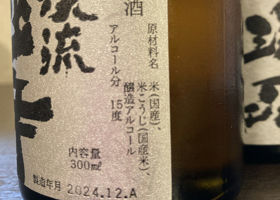 酒
渓流
原材料名
米(国産)、
米こうじ(国産米)、
醸造アルコール
アルコール分
15度
内容量
300ml
製造年月 2024.12.A